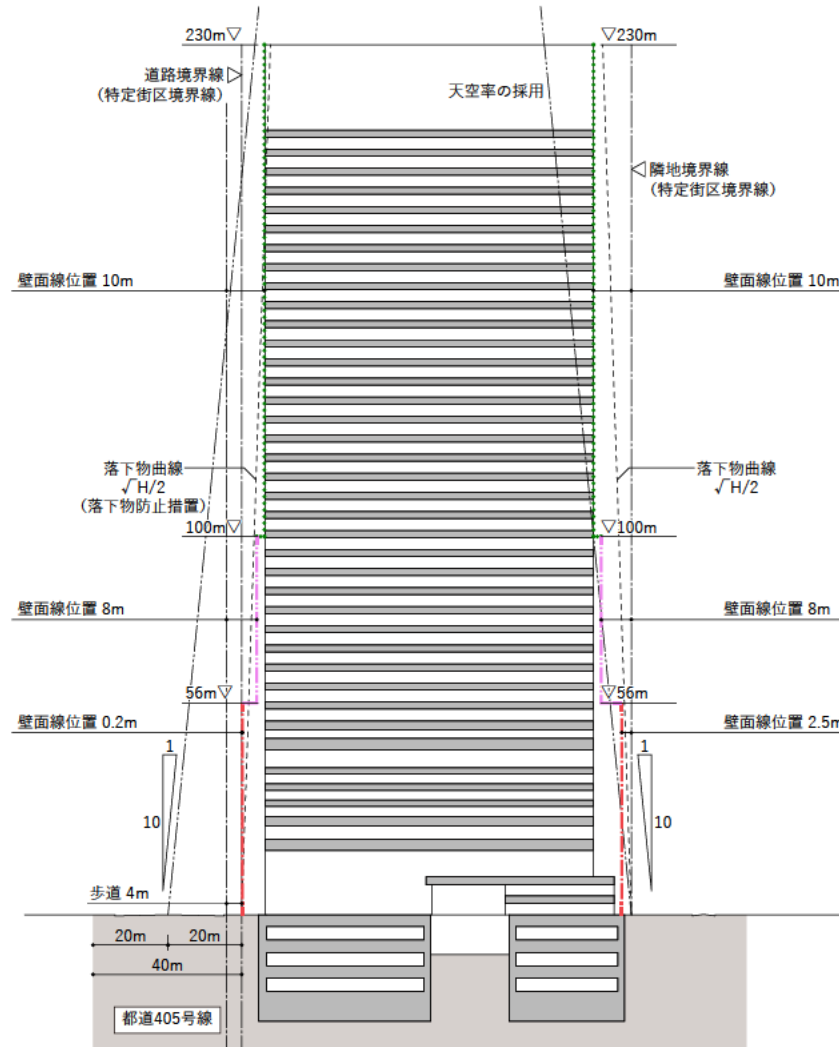 230m▽
▽230m
道路境界線
(特定街区境界線)
天空率の採用
隣地境界線
(特定街区境界線)
壁面線位置 10m
壁面線位置 10m
落下物曲線
√H/2
(落下物防止措置)
落下物曲線
√H/2
100m▽
▽100m
壁面線位置 8m
壁面線位置 8m
56m▽
▽56m
壁面線位置 0.2m
壁面線位置 2.5m
1
10
1
10
歩道 4m
20m
20m
40m
都道405号線